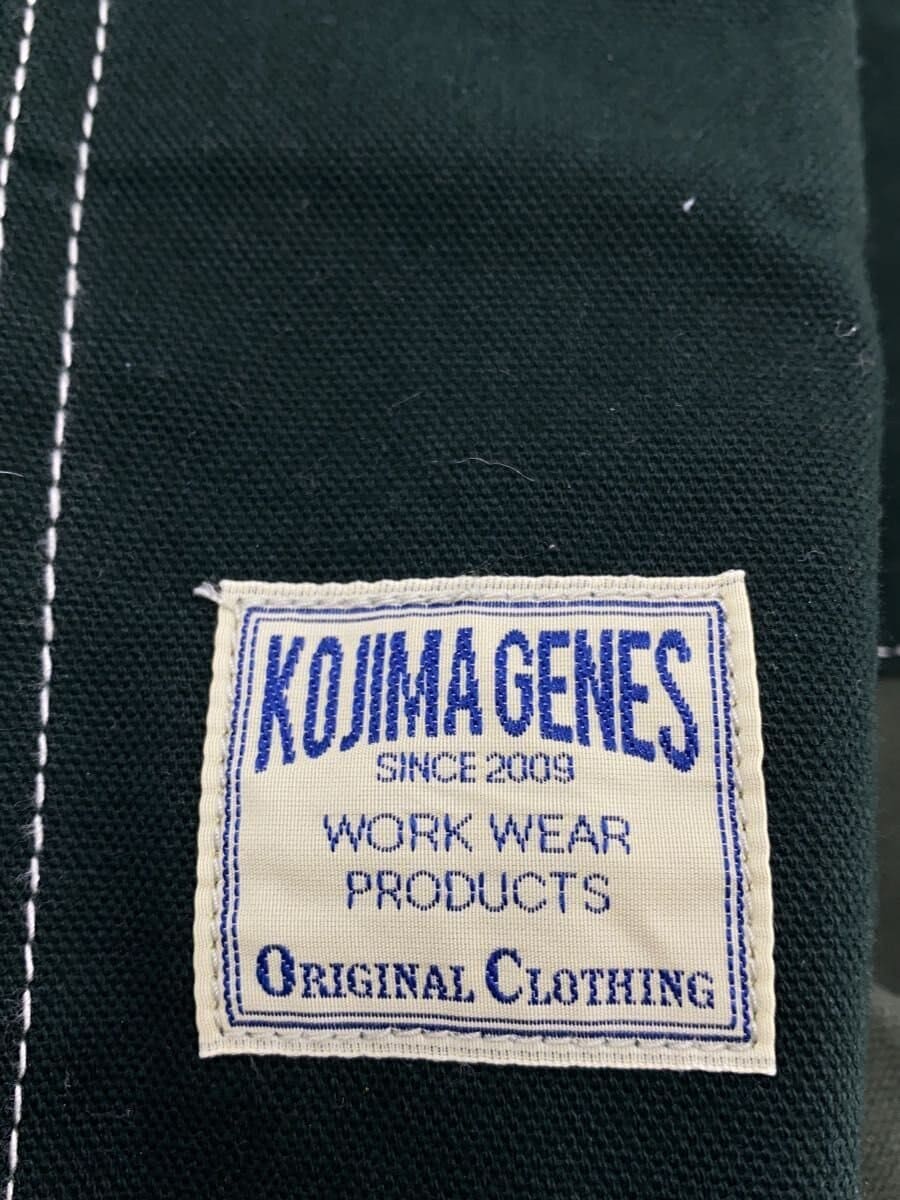 KOJIMA GENES
SINCE 2009
WORK WEAR
PRODUCTS
ORIGINAL CLOTHING